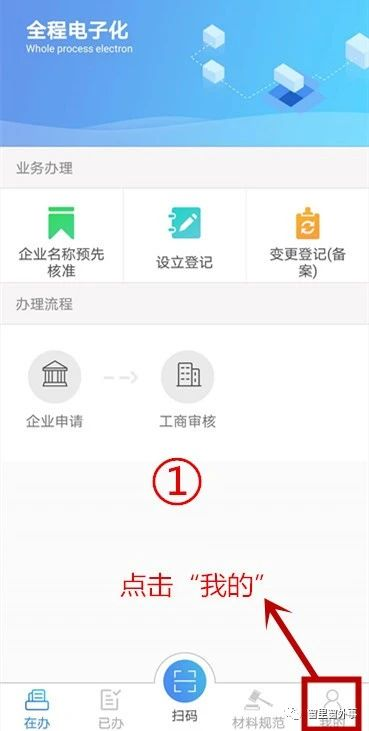 全程电子化
Whole process electron
业务办理
企业名称预先
核准
设立登记
变更登记(备
案)
办理流程
企业申请
工商审核
①
点击“我的”
在办
已办
扫码
材料规范
我的